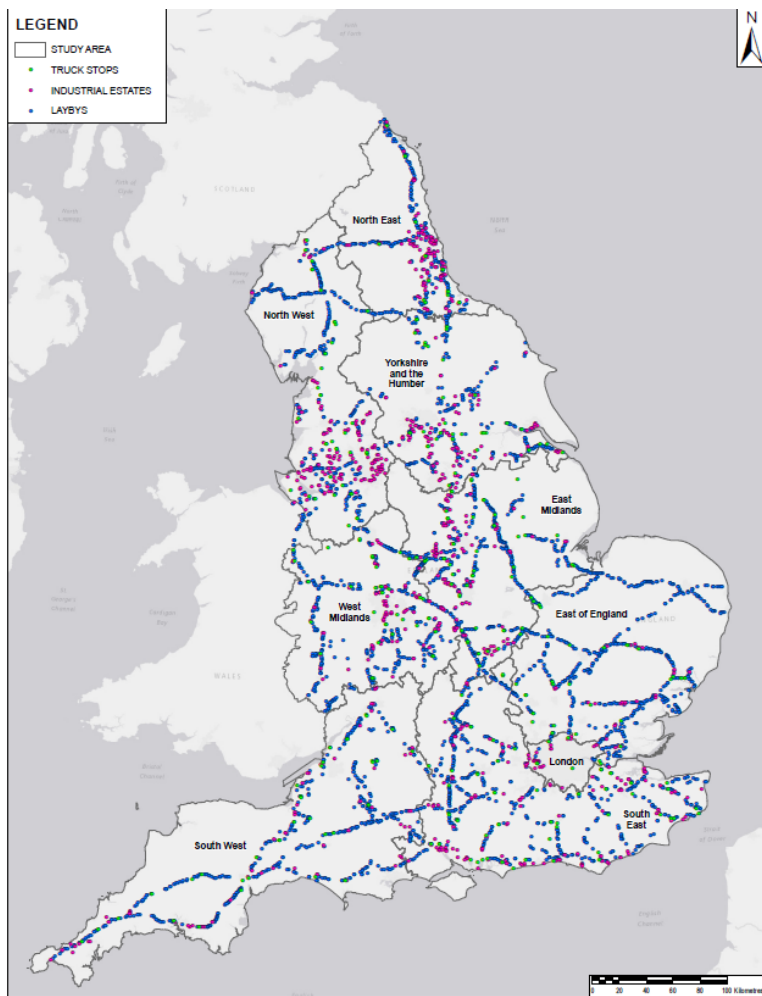 LEGEND
STUDY AREA
TRUCK STOPS
INDUSTRIAL ESTATES
LAYBYS
N
SCOTLAND
North East
North West
Yorkshire
and the
Humber
East
Midlands
West
Midlands
East of England
WALES
London
South
East
South West
0 20 40 60 80 100 Kilometres